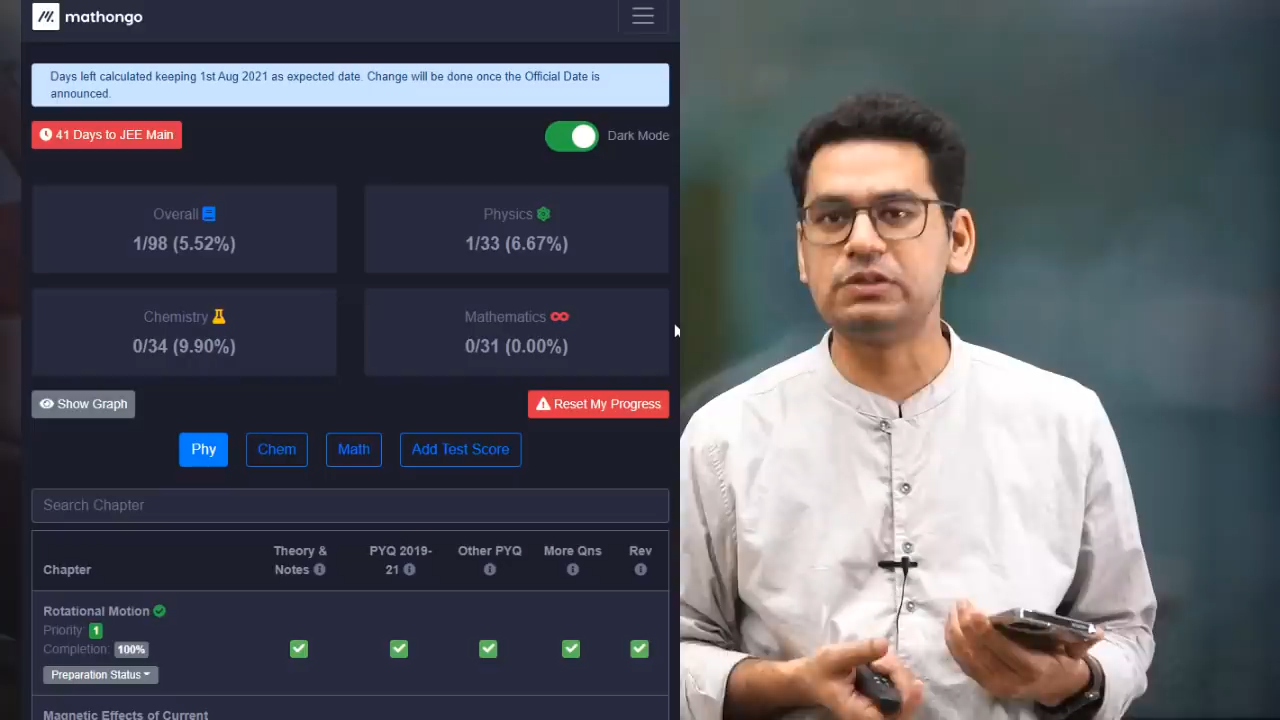 mathongo
Days left calculated keeping 1st Aug 2021 as expected date. Change will be done once the Official Date is
announced.
41 Days to JEE Main
Dark Mode
Overall
1/98 (5.52%)
Physics
1/33 (6.67%)
Chemistry
0/34 (9.90%)
Mathematics
0/31 (0.00%)
Show Graph
Reset My Progress
Phy
Chem
Math
Add Test Score
Search Chapter
Chapter
Theory &
Notes
PYQ 2019-
21
Other PYQ
More Qns
Rev
Rotational Motion
Priority: 1
Completion: 100%
Preparation Status
Magnetic Effects of Current